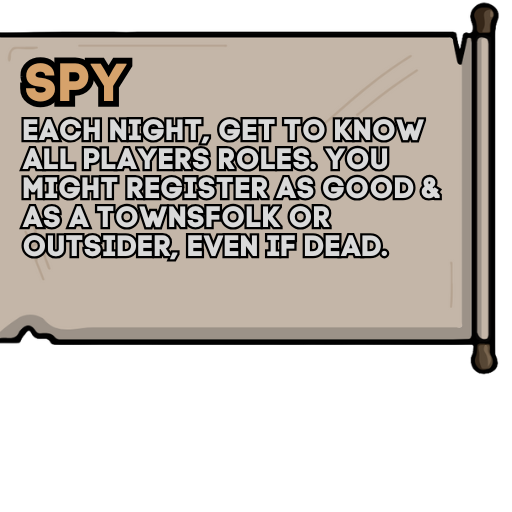 SPY
EACH NIGHT, GET TO KNOW
ALL PLAYERS ROLES. YOU
MIGHT REGISTER AS GOOD &
AS A TOWNSFOLK OR
OUTSIDER, EVEN IF DEAD.